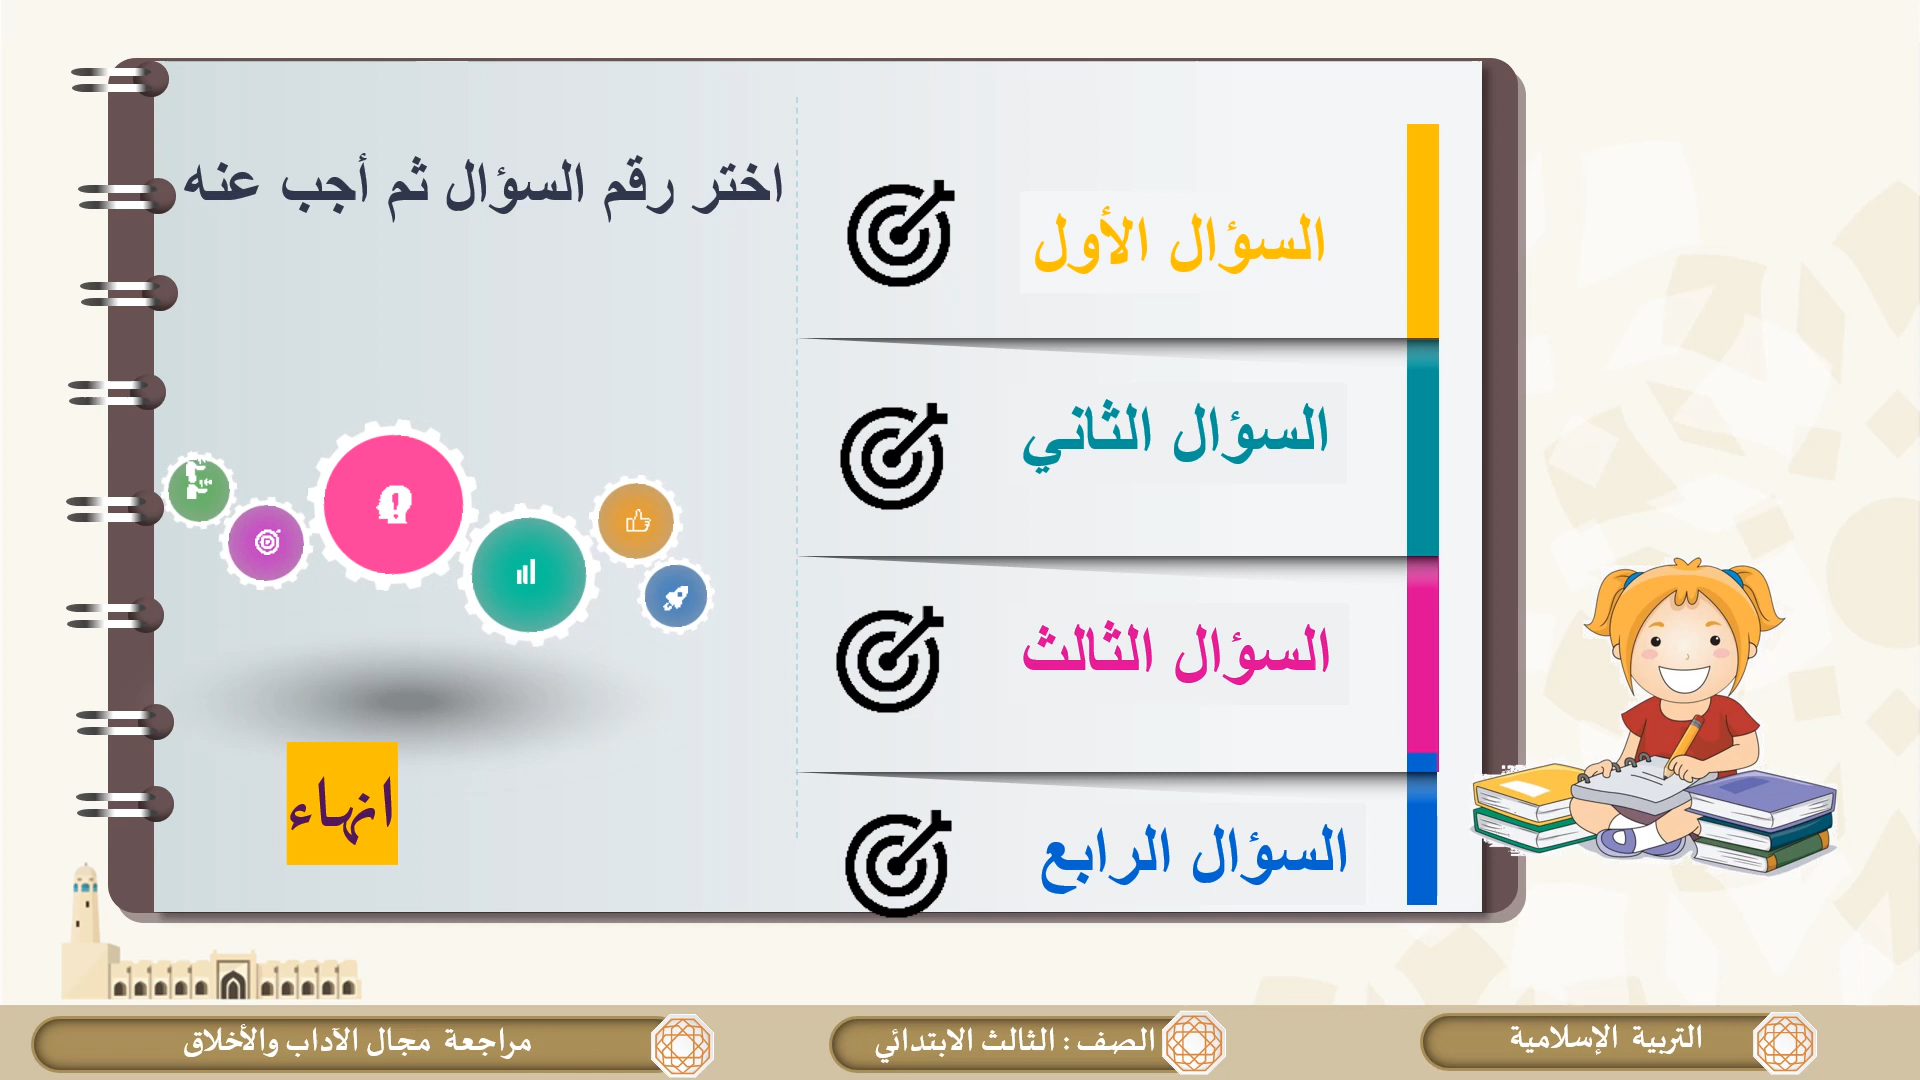 اختر رقم السؤال ثم أجب عنه
السؤال الأول
السؤال الثاني
السؤال الثالث
السؤال الرابع
انهاء
التربية الإسلامية
الصف : الثالث الابتدائي
مراجعة مجال الآداب والأخلاق